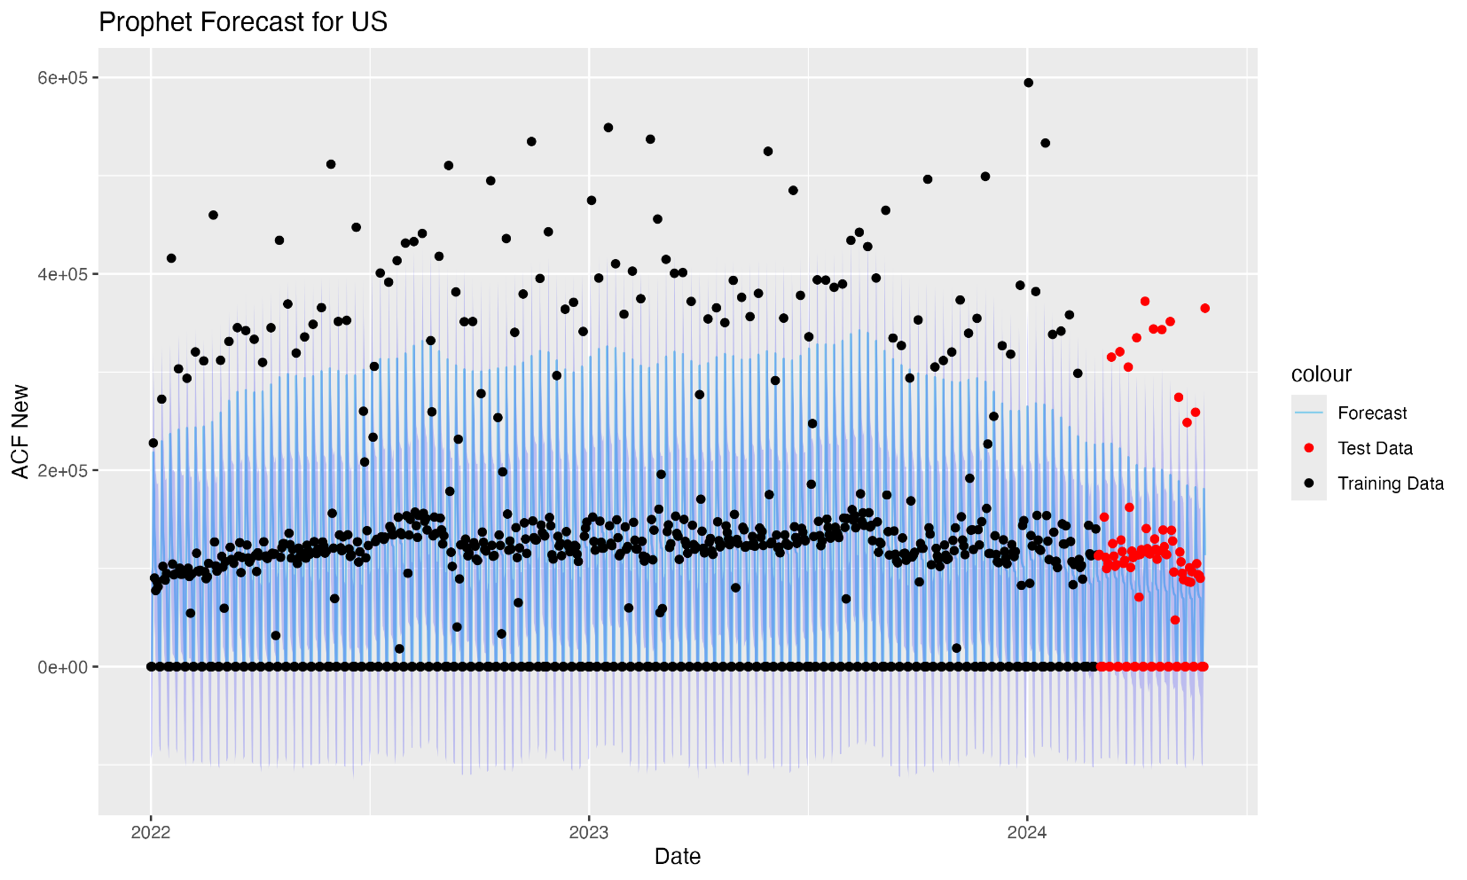 Prophet Forecast for US
6e+05
4e+05
2e+05
0e+00
ACF New
2022
2023
2024
Date
colour
Forecast
Test Data
Training Data